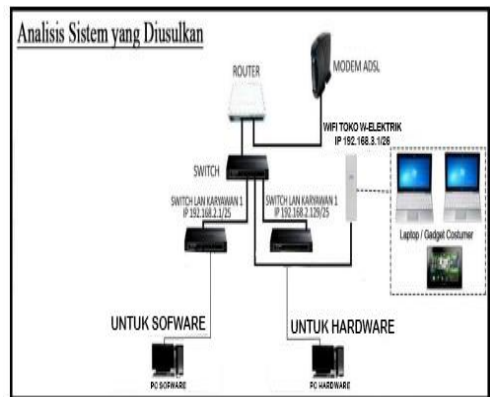 Analisis Sistem yang Diusulkan
ROUTER
MODEM ADSL
WIFI TOKO W-ELEKTRIK
IP 192.168.3.1/26
SWITCH
SWITCH LAN KARYAWAN 1
IP 192.168.2.1/25
SWITCH LAN KARYAWAN 1
IP 192.168.2.129/25
Laptop / Gadget Costumer
UNTUK SOFWARE
UNTUK HARDWARE
PC SOFWARE
PC HARDWARE